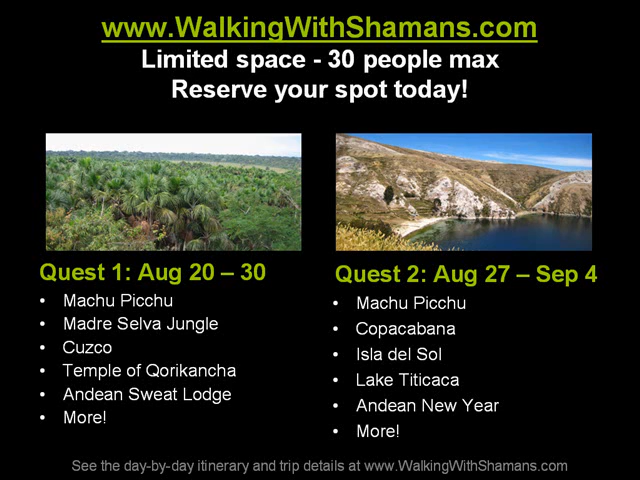 www.WalkingWithShamans.com
Limited space - 30 people max
Reserve your spot today!
Quest 1: Aug 20 – 30
• Machu Picchu
• Madre Selva Jungle
• Cuzco
• Temple of Qorikancha
• Andean Sweat Lodge
• More!
Quest 2: Aug 27 – Sep 4
• Machu Picchu
• Copacabana
• Isla del Sol
• Lake Titicaca
• Andean New Year
• More!
See the day-by-day itinerary and trip details at www.WalkingWithShamans.com